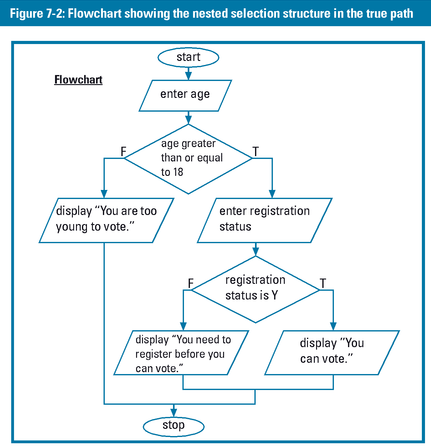 Figure 7-2: Flowchart showing the nested selection structure in the true path
start
Flowchart
enter age
age greater
than or equal
to 18
F
T
display “You are too
young to vote.”
enter registration
status
registration
status is Y
F
T
display “You need to
register before you
can vote.”
display “You
can vote.”
stop